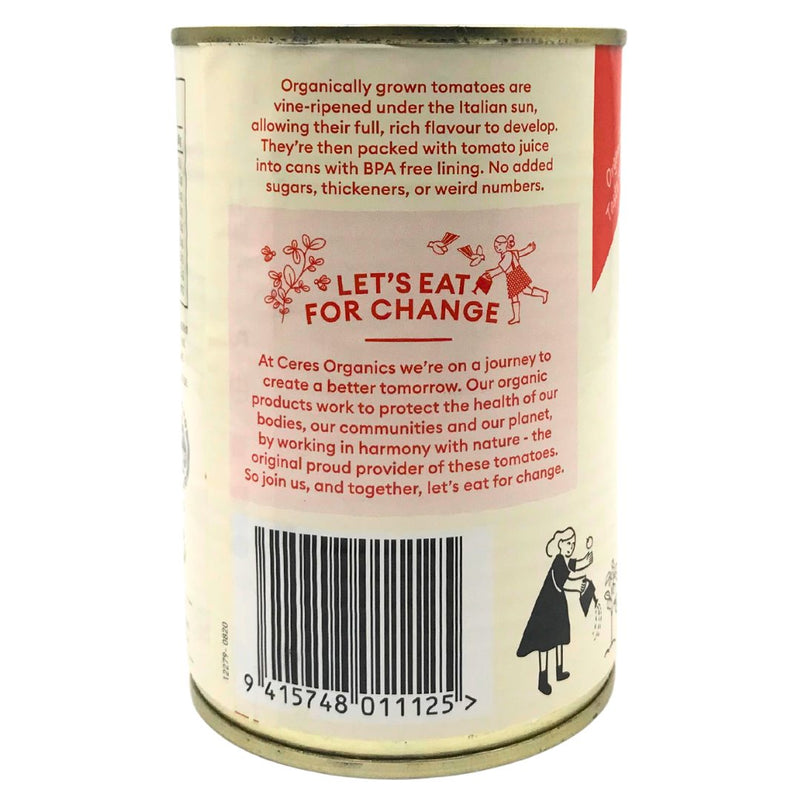 Organically grown tomatoes are
vine-ripened under the Italian sun,
allowing their full, rich flavour to develop.
They're then packed with tomato juice
into cans with BPA free lining. No added
sugars, thickeners, or weird numbers.
LET'S EAT
FOR CHANGE
At Ceres Organics we're on a journey to
create a better tomorrow. Our organic
products work to protect the health of our
bodies, our communities and our planet,
by working in harmony with nature - the
original proud provider of these tomatoes.
So join us, and together, let's eat for change.
12279-0820
9 415748 011125 >